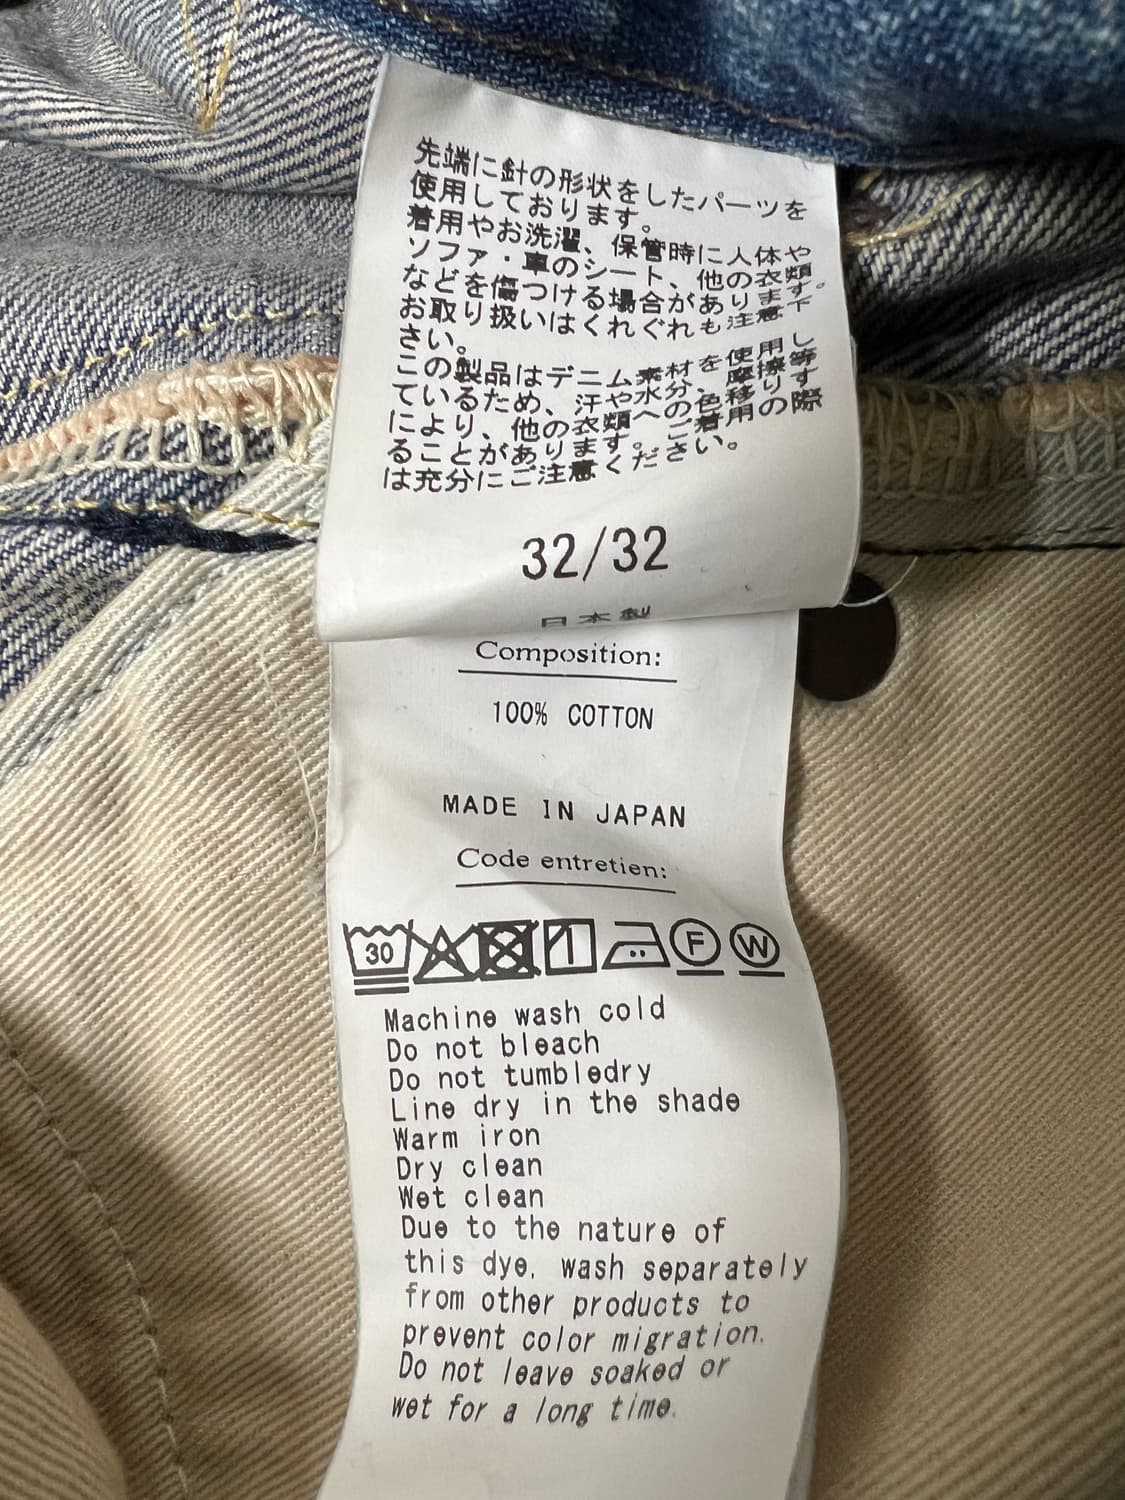 先端に針の形状をしたパーツを
使用しております。
着用やお洗濯、保管時に人体や
ソファ・車のシート、他の衣類
などを傷つける場合があります。
お取り扱いはくれぐれも注意下
さい。
この製品はデニム素材を使用し
ているため、汗や水分、摩擦等
により、他の衣類への色移りす
ることがあります。ご着用の際
は充分にご注意ください。
32/32
日本製
Composition:
100% COTTON
MADE IN JAPAN
Code entretien:
30 F W
Machine wash cold
Do not bleach
Do not tumbledry
Line dry in the shade
Warm iron
Dry clean
Wet clean
Due to the nature of
this dye, wash separately
from other products to
prevent color migration.
Do not leave soaked or
wet for a long time.